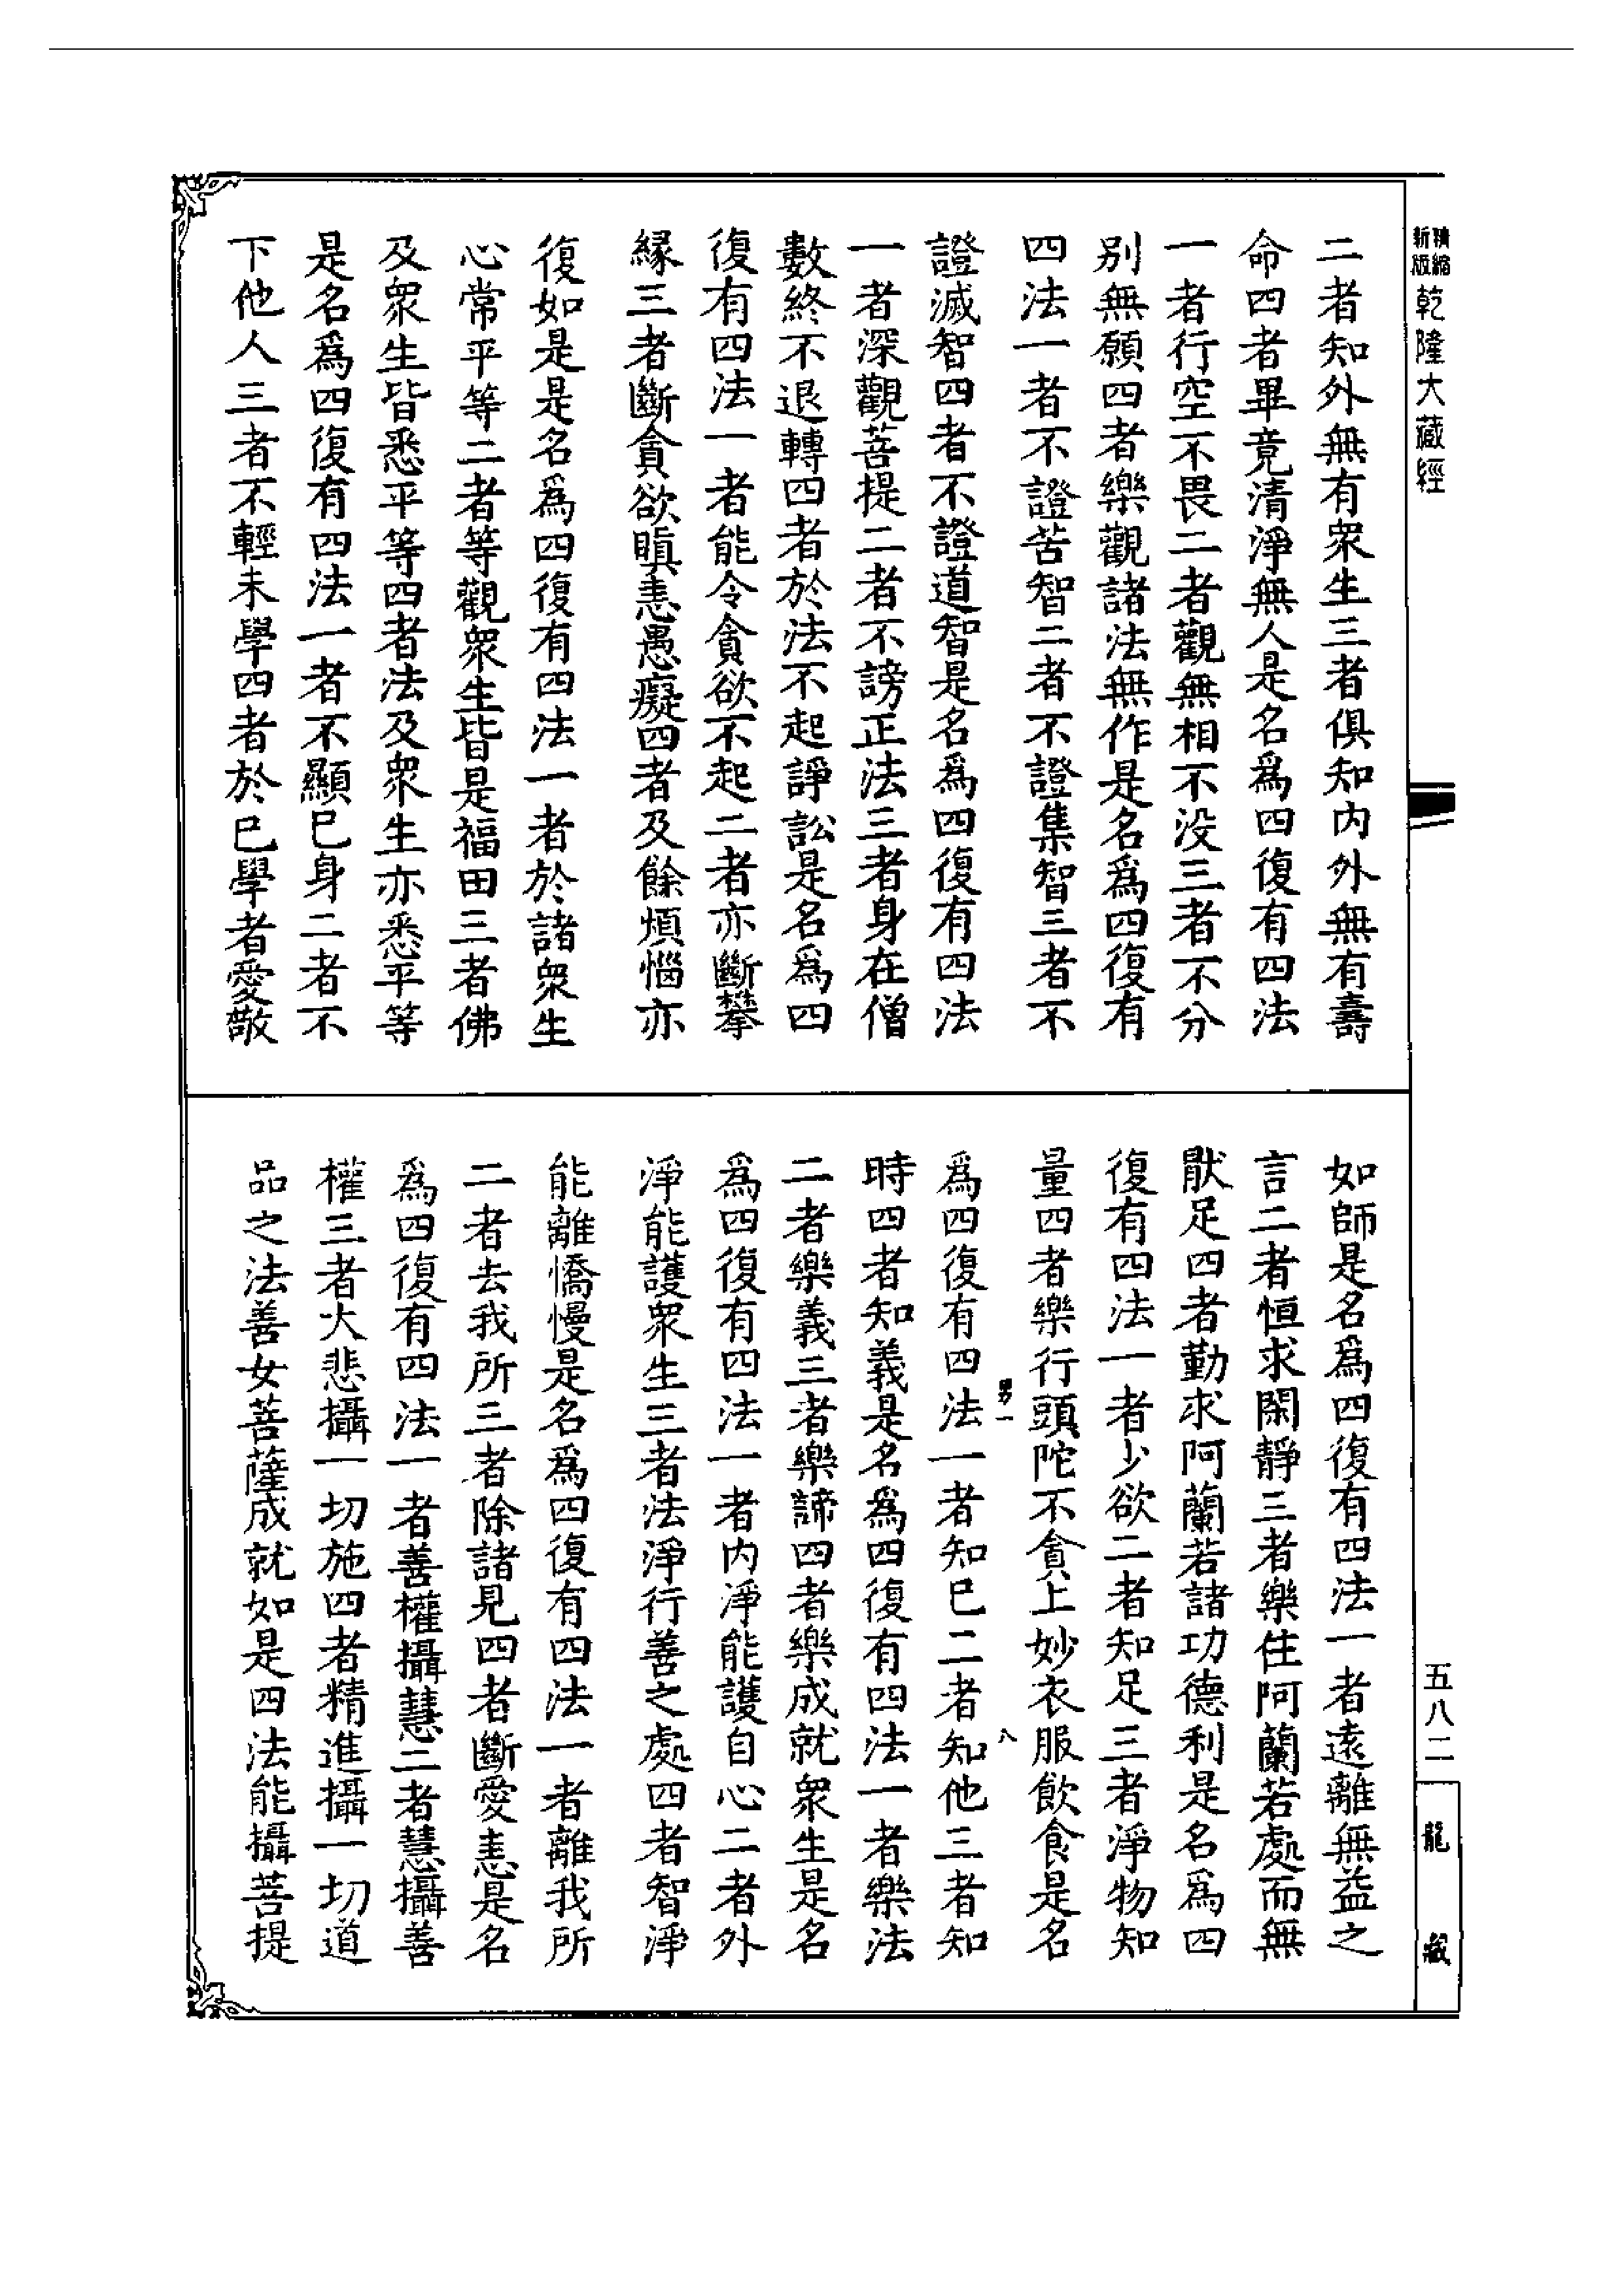 精縮
新版
乾隆大藏經
二者知外無有衆生三者俱知内外無有壽
命四者畢竟清淨無人是名爲四復有四法
一者行空不畏二者觀無相不没三者不分
别無願四者樂觀諸法無作是名爲四復有
四法一者不證苦智二者不證集智三者不
證滅智四者不證道智是名爲四復有四法
一者深觀菩提二者不謗正法三者身在僧
數終不退轉四者於法不起諍訟是名爲四
復有四法一者能令貪欲不起二者亦斷攀
緣三者斷貪欲瞋恚愚癡四者及餘煩惱亦
復如是是名爲四復有四法一者於諸衆生
心常平等二者等觀衆生皆是福田三者佛
及衆生皆悉平等四者法及衆生亦悉平等
是名爲四復有四法一者不顯已身二者不
下他人三者不輕未學四者於已學者愛敬
如師是名爲四復有四法一者遠離無益之
言二者恒求閑靜三者樂住阿蘭若處而無
厭足四者勤求阿蘭若諸功德利是名爲四
復有四法一者少欲二者知足三者淨物知
量四者樂行頭陀不貪上妙衣服飲食是名
八
爲四復有四法一者知已二者知他三者知
時四者知義是名爲四復有四法一者樂法
二者樂義三者樂諦四者樂成就衆生是名
爲四復有四法一者内淨能護自心二者外
淨能護衆生三者法淨行善之處四者智淨
能離憍慢是名爲四復有四法一者離我所
二者去我所三者除諸見四者斷愛恚是名
爲四復有四法一者善權攝慧二者慧攝善
權三者大悲攝一切施四者精進攝一切道
品之法善女菩薩成就如是四法能攝菩提
五八二
龍藏